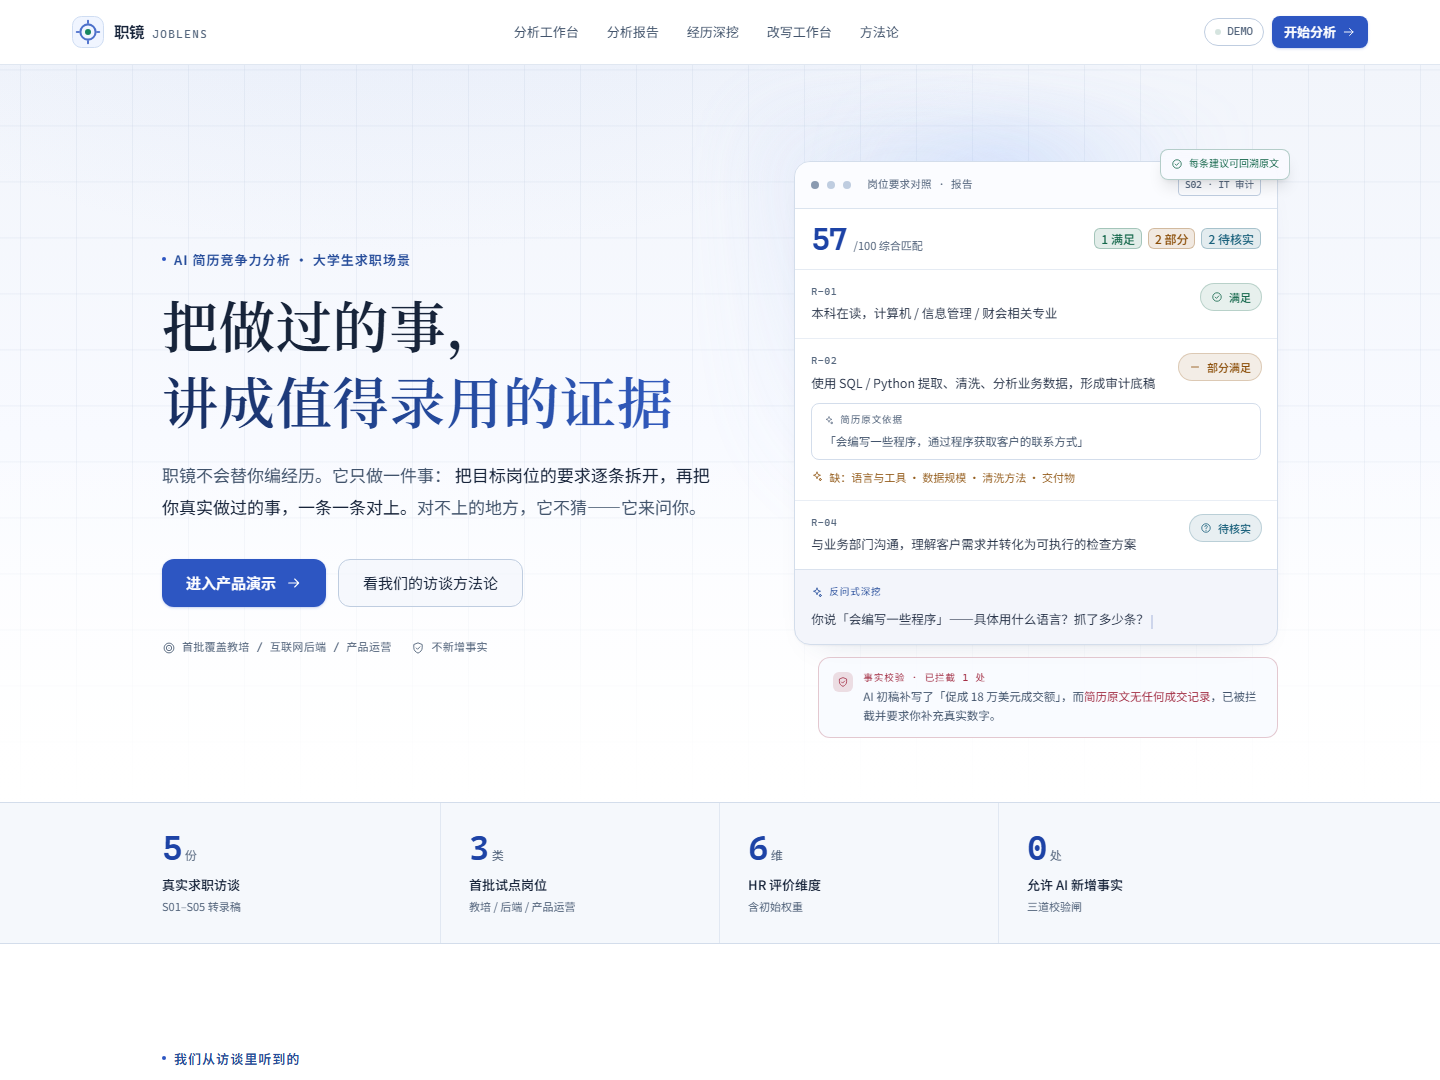 职镜 JOBLENS
分析工作台
分析报告
经历深挖
改写工作台
方法论
DEMO
开始分析
AI 简历竞争力分析 · 大学生求职场景
把做过的事，
讲成值得录用的证据
职镜不会替你编经历。它只做一件事： 把目标岗位的要求逐条拆开，再把
你真实做过的事，一条一条对上。对不上的地方，它不猜——它来问你。
进入产品演示
看我们的访谈方法论
首批覆盖教培 / 互联网后端 / 产品运营
不新增事实
每条建议可回溯原文
岗位要求对照 · 报告
S02 · IT 审计
57 /100 综合匹配
1 满足
2 部分
2 待核实
R-01
本科在读，计算机 / 信息管理 / 财会相关专业
满足
R-02
使用 SQL / Python 提取、清洗、分析业务数据，形成审计底稿
部分满足
简历原文依据
「会编写一些程序，通过程序获取客户的联系方式」
缺：语言与工具 · 数据规模 · 清洗方法 · 交付物
R-04
与业务部门沟通，理解客户需求并转化为可执行的检查方案
待核实
反问式深挖
你说「会编写一些程序」——具体用什么语言？抓了多少条？
事实校验 · 已拦截 1 处
AI 初稿补写了「促成 18 万美元成交额」，而简历原文无任何成交记录，已被拦
截并要求你补充真实数字。
5 份
真实求职访谈
S01–S05 转录稿
3 类
首批试点岗位
教培 / 后端 / 产品运营
6 维
HR 评价维度
含初始权重
0 处
允许 AI 新增事实
三道校验闸
我们从访谈里听到的